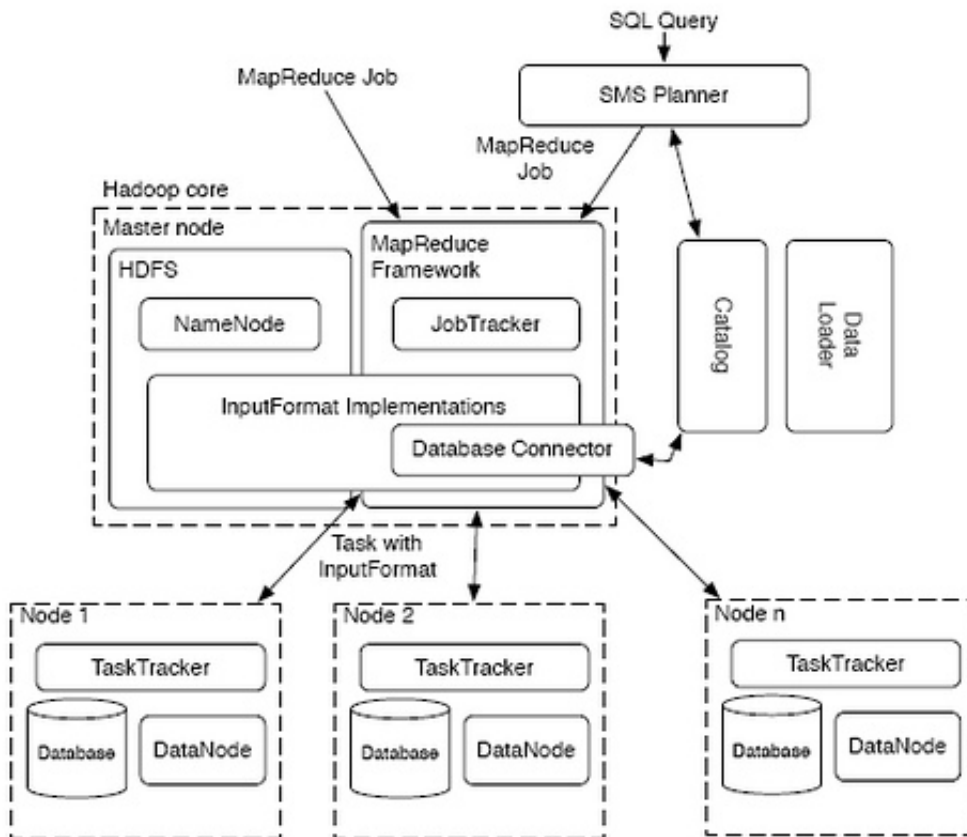 SQL Query
SMS Planner
MapReduce Job
MapReduce
Job
Hadoop core
Master node
HDFS
NameNode
MapReduce
Framework
JobTracker
InputFormat Implementations
Database Connector
Catalog
Data
Loader
Task with
InputFormat
Node 1
TaskTracker
Database
DataNode
Node 2
TaskTracker
Database
DataNode
Node n
TaskTracker
Database
DataNode